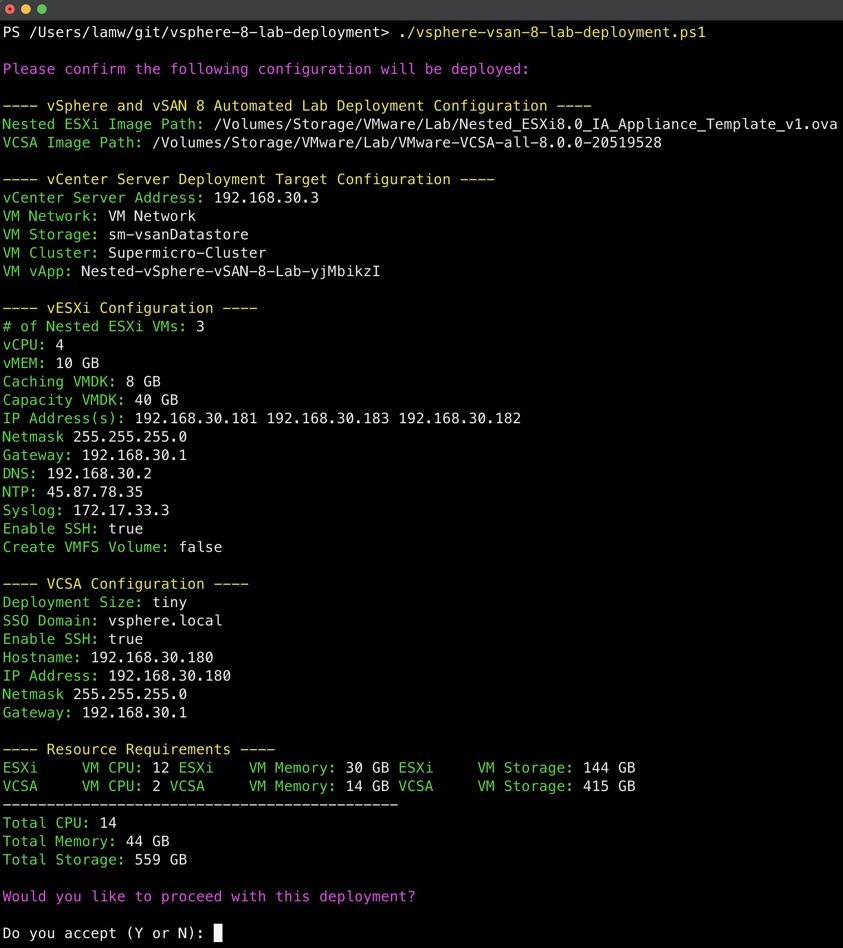 PS /Users/lamw/git/vsphere-8-lab-deployment> ./vsphere-vsan-8-lab-deployment.ps1
Please confirm the following configuration will be deployed:
---- vSphere and vSAN 8 Automated Lab Deployment Configuration ----
Nested ESXi Image Path: /Volumes/Storage/VMware/Lab/Nested_ESXi8.0_IA_Appliance_Template_v1.ova
VCSA Image Path: /Volumes/Storage/VMware/Lab/VMware-VCSA-all-8.0.0-20519528
---- vCenter Server Deployment Target Configuration ----
vCenter Server Address: 192.168.30.3
VM Network: VM Network
VM Storage: sm-vsanDatastore
VM Cluster: Supermicro-Cluster
VM vApp: Nested-vSphere-vSAN-8-Lab-yjMbikzI
---- vESXi Configuration ----
# of Nested ESXi VMs: 3
vCPU: 4
vMEM: 10 GB
Caching VMDK: 8 GB
Capacity VMDK: 40 GB
IP Address(s): 192.168.30.181 192.168.30.183 192.168.30.182
Netmask 255.255.255.0
Gateway: 192.168.30.1
DNS: 192.168.30.2
NTP: 45.87.78.35
Syslog: 172.17.33.3
Enable SSH: true
Create VMFS Volume: false
---- VCSA Configuration ----
Deployment Size: tiny
SSO Domain: vsphere.local
Enable SSH: true
Hostname: 192.168.30.180
IP Address: 192.168.30.180
Netmask 255.255.255.0
Gateway: 192.168.30.1
---- Resource Requirements ----
ESXi     VM CPU: 12 ESXi    VM Memory: 30 GB ESXi     VM Storage: 144 GB
VCSA     VM CPU: 2 VCSA     VM Memory: 14 GB VCSA     VM Storage: 415 GB
---------------------------------------------
Total CPU: 14
Total Memory: 44 GB
Total Storage: 559 GB
Would you like to proceed with this deployment?
Do you accept (Y or N):